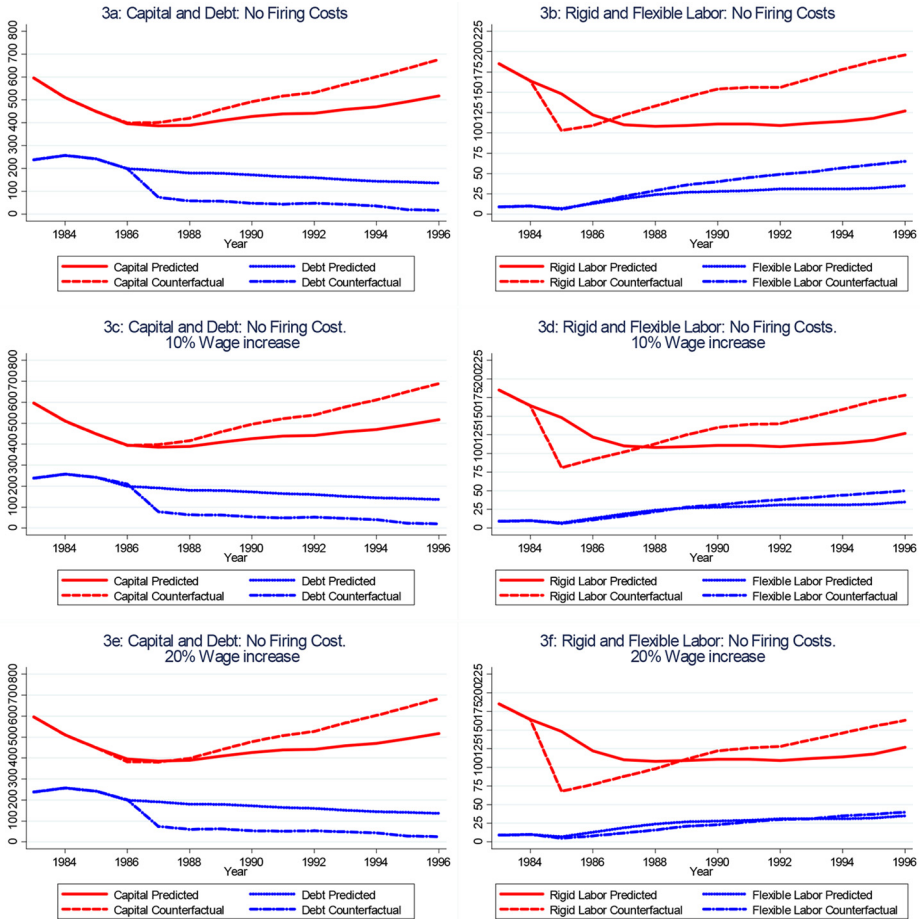 3a: Capital and Debt: No Firing Costs
0 100 200 300 400 500 600 700 800
1984 1986 1988 1990 1992 1994 1996
Year
Capital Predicted Debt Predicted
Capital Counterfactual Debt Counterfactual
3b: Rigid and Flexible Labor: No Firing Costs
0 25 50 75 100 125 150 175 200 225
1984 1986 1988 1990 1992 1994 1996
Year
Rigid Labor Predicted Flexible Labor Predicted
Rigid Labor Counterfactual Flexible Labor Counterfactual
3c: Capital and Debt: No Firing Cost.
10% Wage increase
0 100 200 300 400 500 600 700 800
1984 1986 1988 1990 1992 1994 1996
Year
Capital Predicted Debt Predicted
Capital Counterfactual Debt Counterfactual
3d: Rigid and Flexible Labor: No Firing Costs.
10% Wage increase
0 25 50 75 100 125 150 175 200 225
1984 1986 1988 1990 1992 1994 1996
Year
Rigid Labor Predicted Flexible Labor Predicted
Rigid Labor Counterfactual Flexible Labor Counterfactual
3e: Capital and Debt: No Firing Cost.
20% Wage increase
0 100 200 300 400 500 600 700 800
1984 1986 1988 1990 1992 1994 1996
Year
Capital Predicted Debt Predicted
Capital Counterfactual Debt Counterfactual
3f: Rigid and Flexible Labor: No Firing Costs.
20% Wage increase
0 25 50 75 100 125 150 175 200 225
1984 1986 1988 1990 1992 1994 1996
Year
Rigid Labor Predicted Flexible Labor Predicted
Rigid Labor Counterfactual Flexible Labor Counterfactual